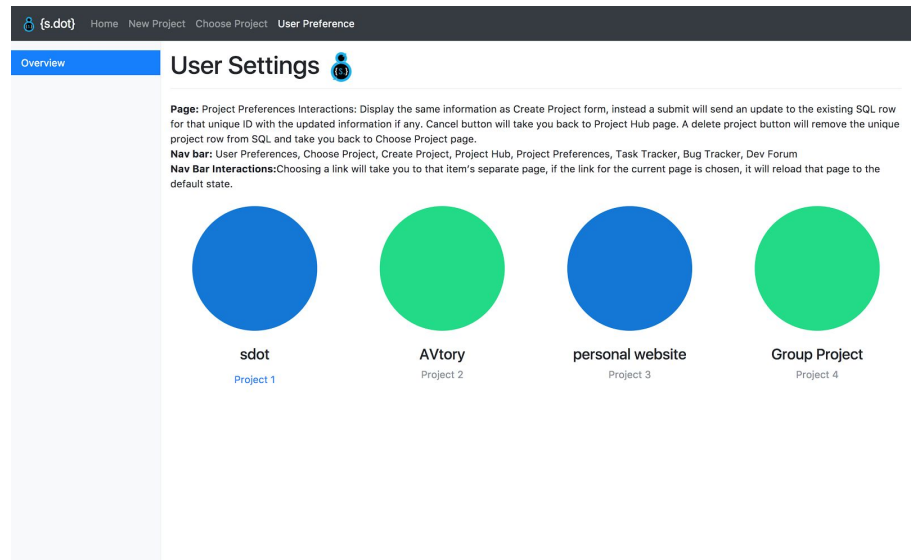 {s.dot} Home New Project Choose Project User Preference
Overview
User Settings {S.}
Page: Project Preferences Interactions: Display the same information as Create Project form, instead a submit will send an update to the existing SQL row
for that unique ID with the updated information if any. Cancel button will take you back to Project Hub page. A delete project button will remove the unique
project row from SQL and take you back to Choose Project page.
Nav bar: User Preferences, Choose Project, Create Project, Project Hub, Project Preferences, Task Tracker, Bug Tracker, Dev Forum
Nav Bar Interactions:Choosing a link will take you to that item's separate page, if the link for the current page is chosen, it will reload that page to the
default state.
sdot AVtory personal website Group Project
Project 1 Project 2 Project 3 Project 4